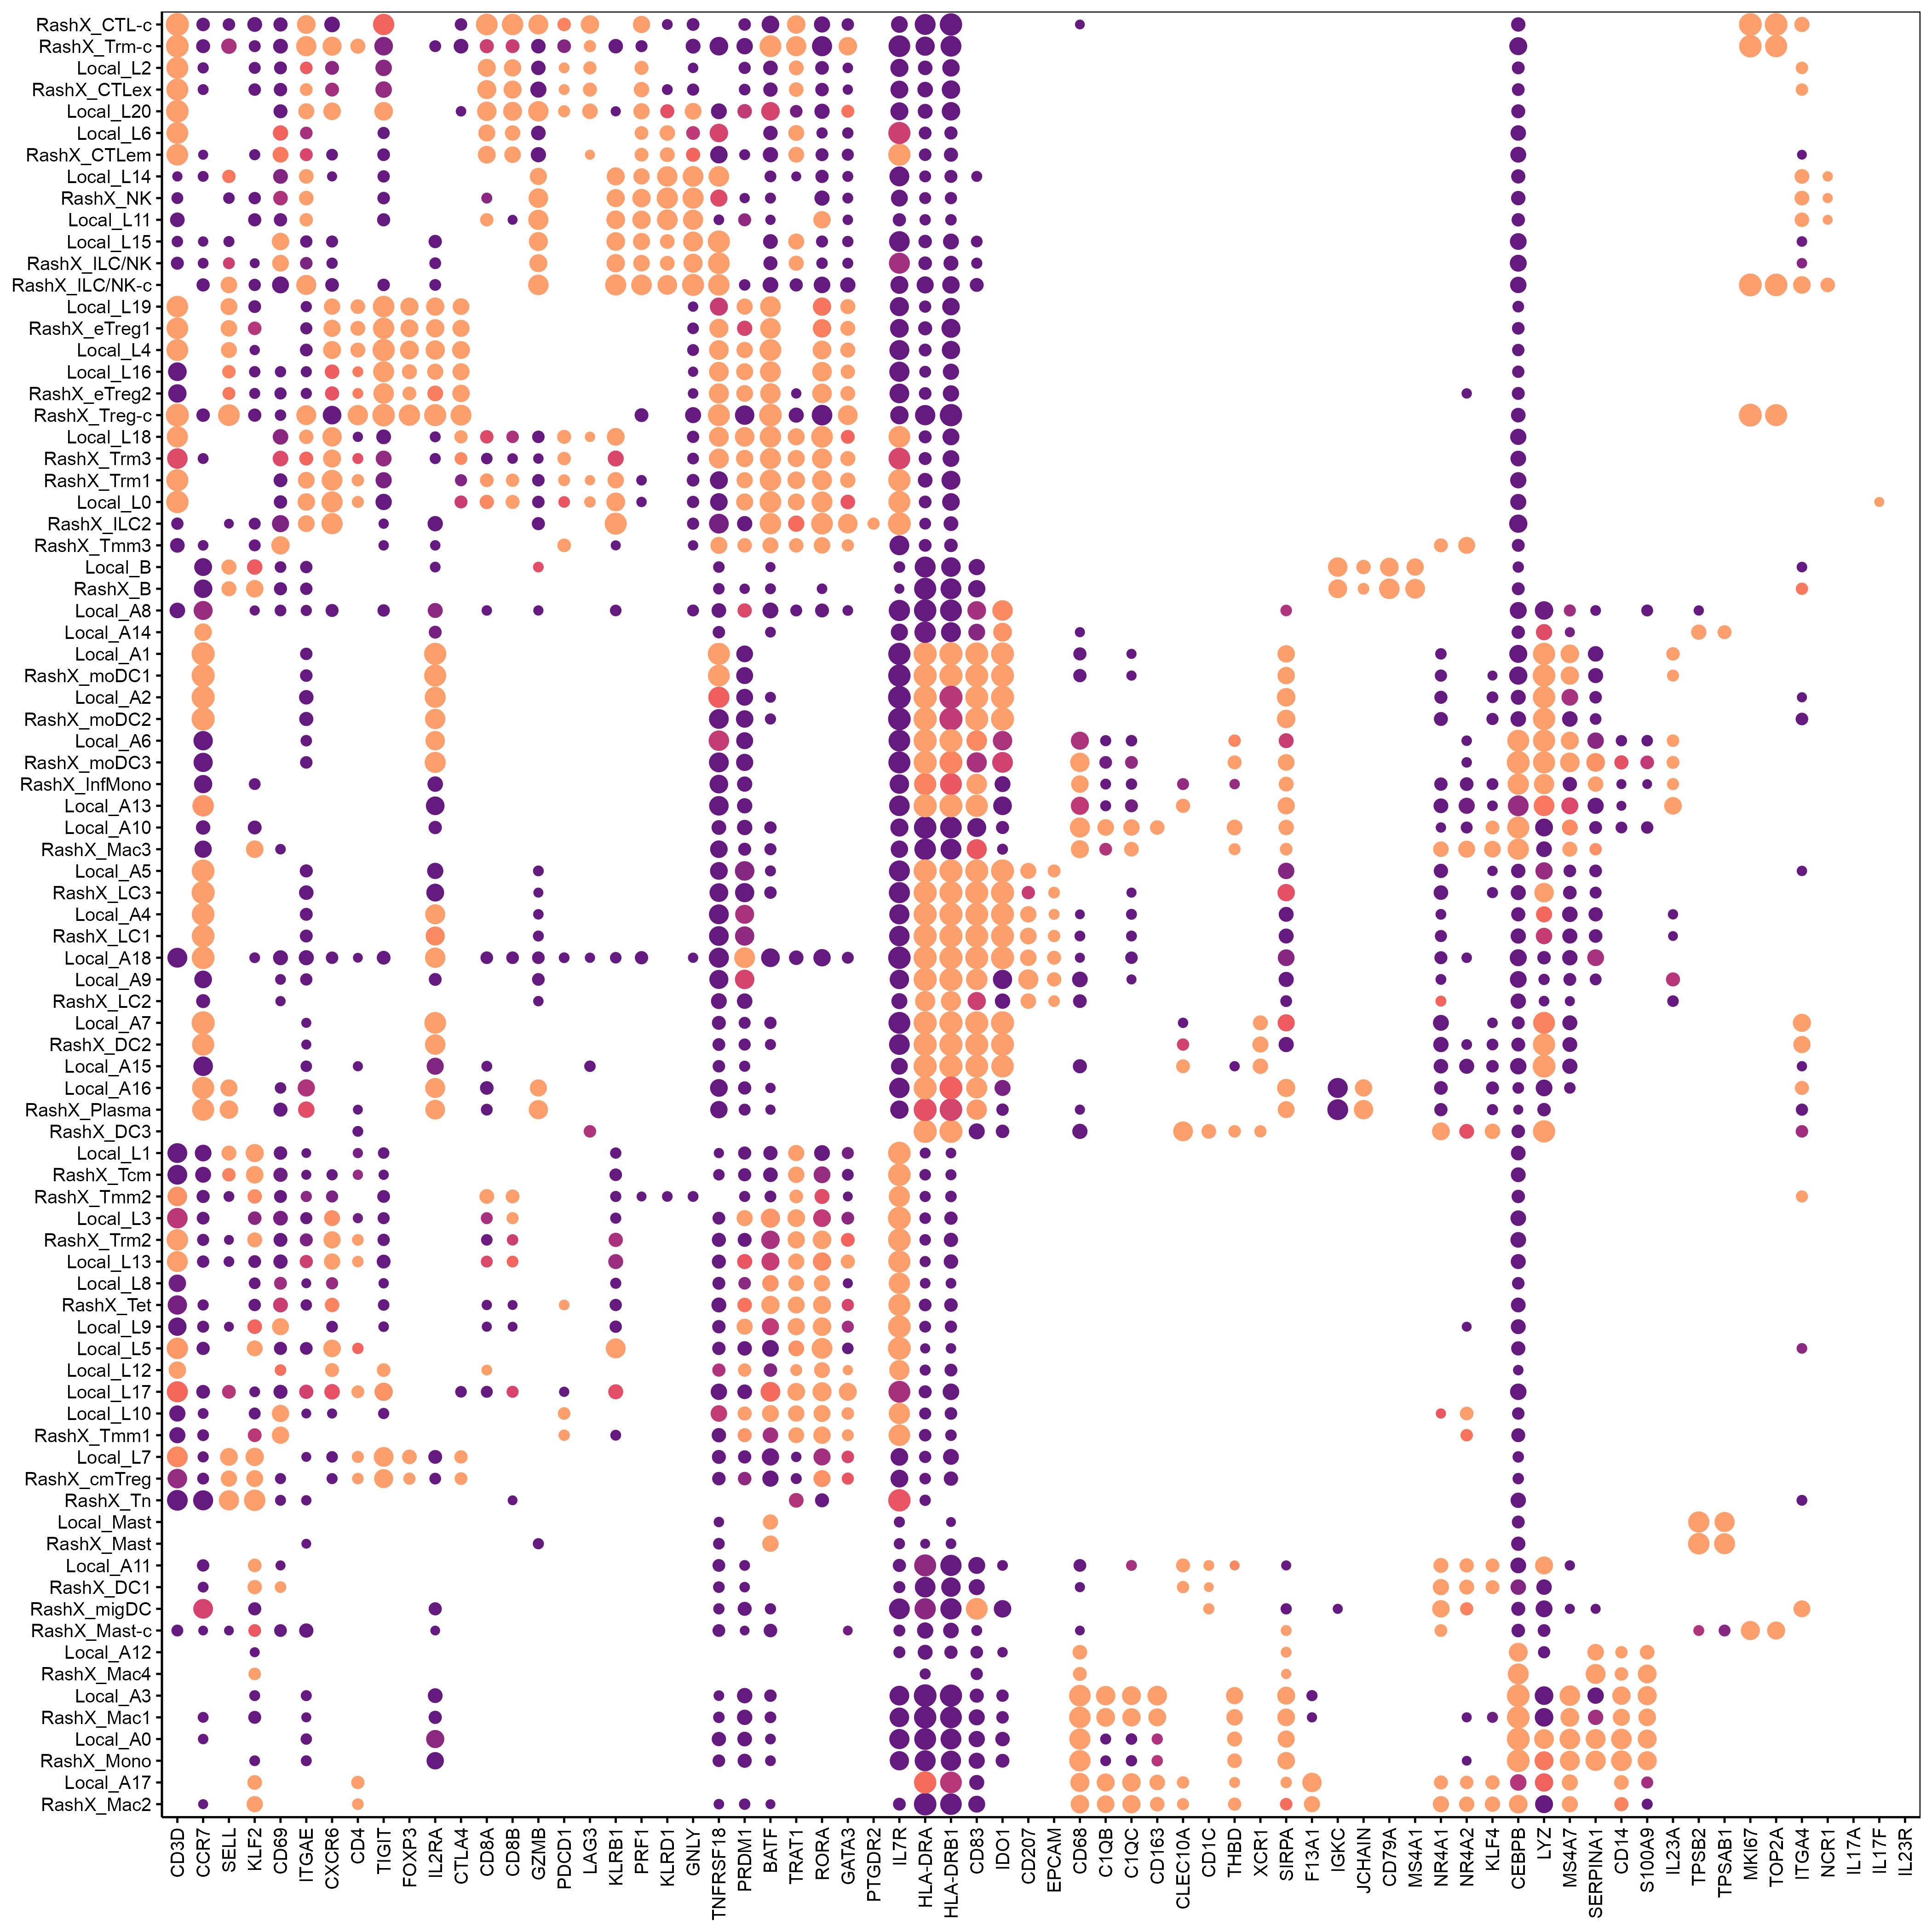 RashX_CTL-c
RashX_Trm-c
Local_L2
RashX_CTLex
Local_L20
Local_L6
RashX_CTLem
Local_L14
RashX_NK
Local_L11
Local_L15
RashX_ILC/NK
RashX_ILC/NK-c
Local_L19
RashX_eTreg1
Local_L4
Local_L16
RashX_eTreg2
RashX_Treg-c
Local_L18
RashX_Trm3
RashX_Trm1
Local_L0
RashX_ILC2
RashX_Tmm3
Local_B
RashX_B
Local_A8
Local_A14
Local_A1
RashX_moDC1
Local_A2
RashX_moDC2
Local_A6
RashX_moDC3
RashX_InfMono
Local_A13
Local_A10
RashX_Mac3
Local_A5
RashX_LC3
Local_A4
RashX_LC1
Local_A18
Local_A9
RashX_LC2
Local_A7
RashX_DC2
Local_A15
Local_A16
RashX_Plasma
RashX_DC3
Local_L1
RashX_Tcm
RashX_Tmm2
Local_L3
RashX_Trm2
Local_L13
Local_L8
RashX_Tet
Local_L9
Local_L5
Local_L12
Local_L17
Local_L10
RashX_Tmm1
Local_L7
RashX_cmTreg
RashX_Tn
Local_Mast
RashX_Mast
Local_A11
RashX_DC1
RashX_migDC
RashX_Mast-c
Local_A12
RashX_Mac4
Local_A3
RashX_Mac1
Local_A0
RashX_Mono
Local_A17
RashX_Mac2
CD3D
CCR7
SELL
KLF2
CD69
ITGAE
CXCR6
CD4
TIGIT
FOXP3
IL2RA
CTLA4
CD8A
CD8B
GZMB
PDCD1
LAG3
KLRB1
PRF1
KLRD1
GNLY
TNFRSF18
PRDM1
BATF
TRAT1
RORA
GATA3
PTGDR2
IL7R
HLA-DRA
HLA-DRB1
CD83
IDO1
CD207
EPCAM
CD68
C1QB
C1QC
CD163
CLEC10A
CD1C
THBD
XCR1
SIRPA
F13A1
IGKC
JCHAIN
CD79A
MS4A1
NR4A1
NR4A2
KLF4
CEBPB
LYZ
MS4A7
SERPINA1
CD14
S100A9
IL23A
TPSB2
TPSAB1
MKI67
TOP2A
ITGA4
NCR1
IL17A
IL17F
IL23R